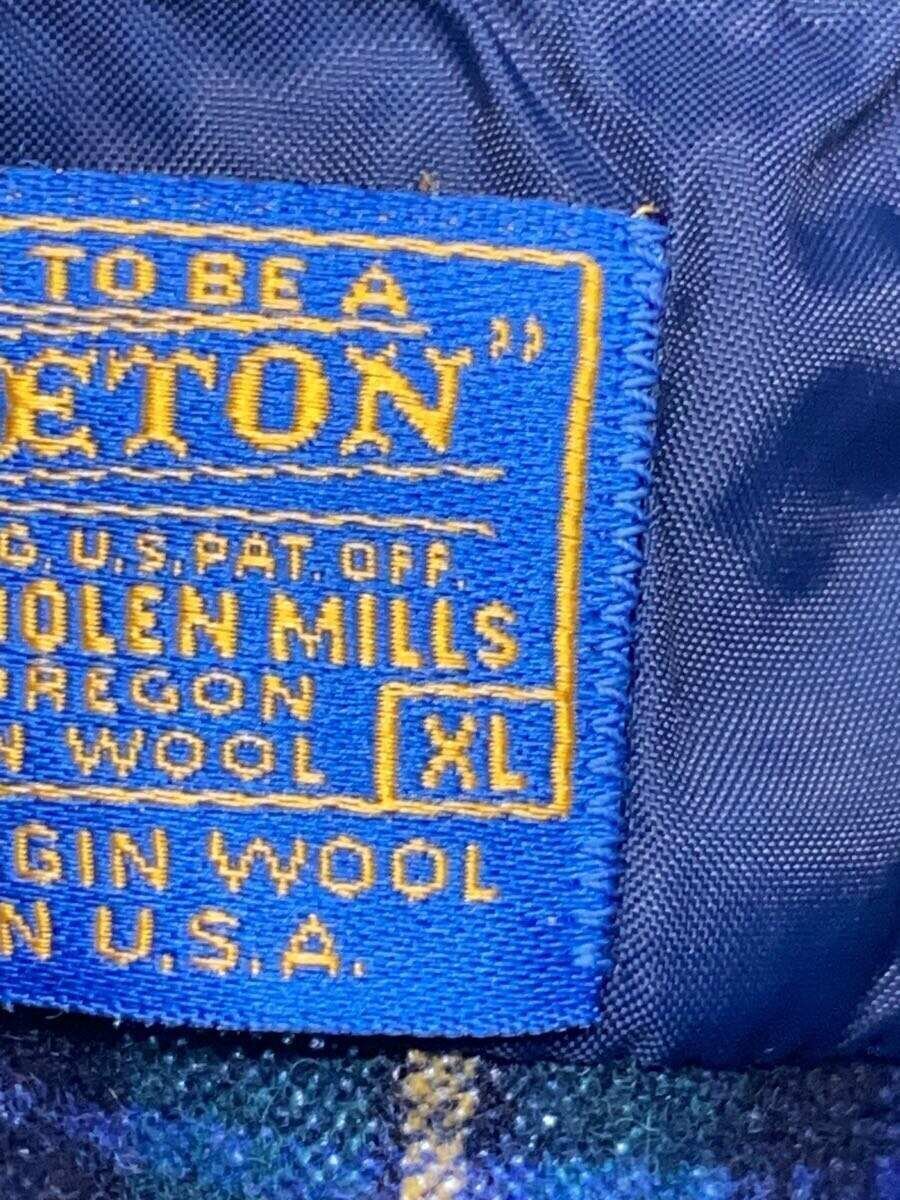 TO BE A
ETON”
G. U.S. PAT. OFF.
OLEN MILLS
OREGON
N WOOL XL
GIN WOOL
N U.S.A.